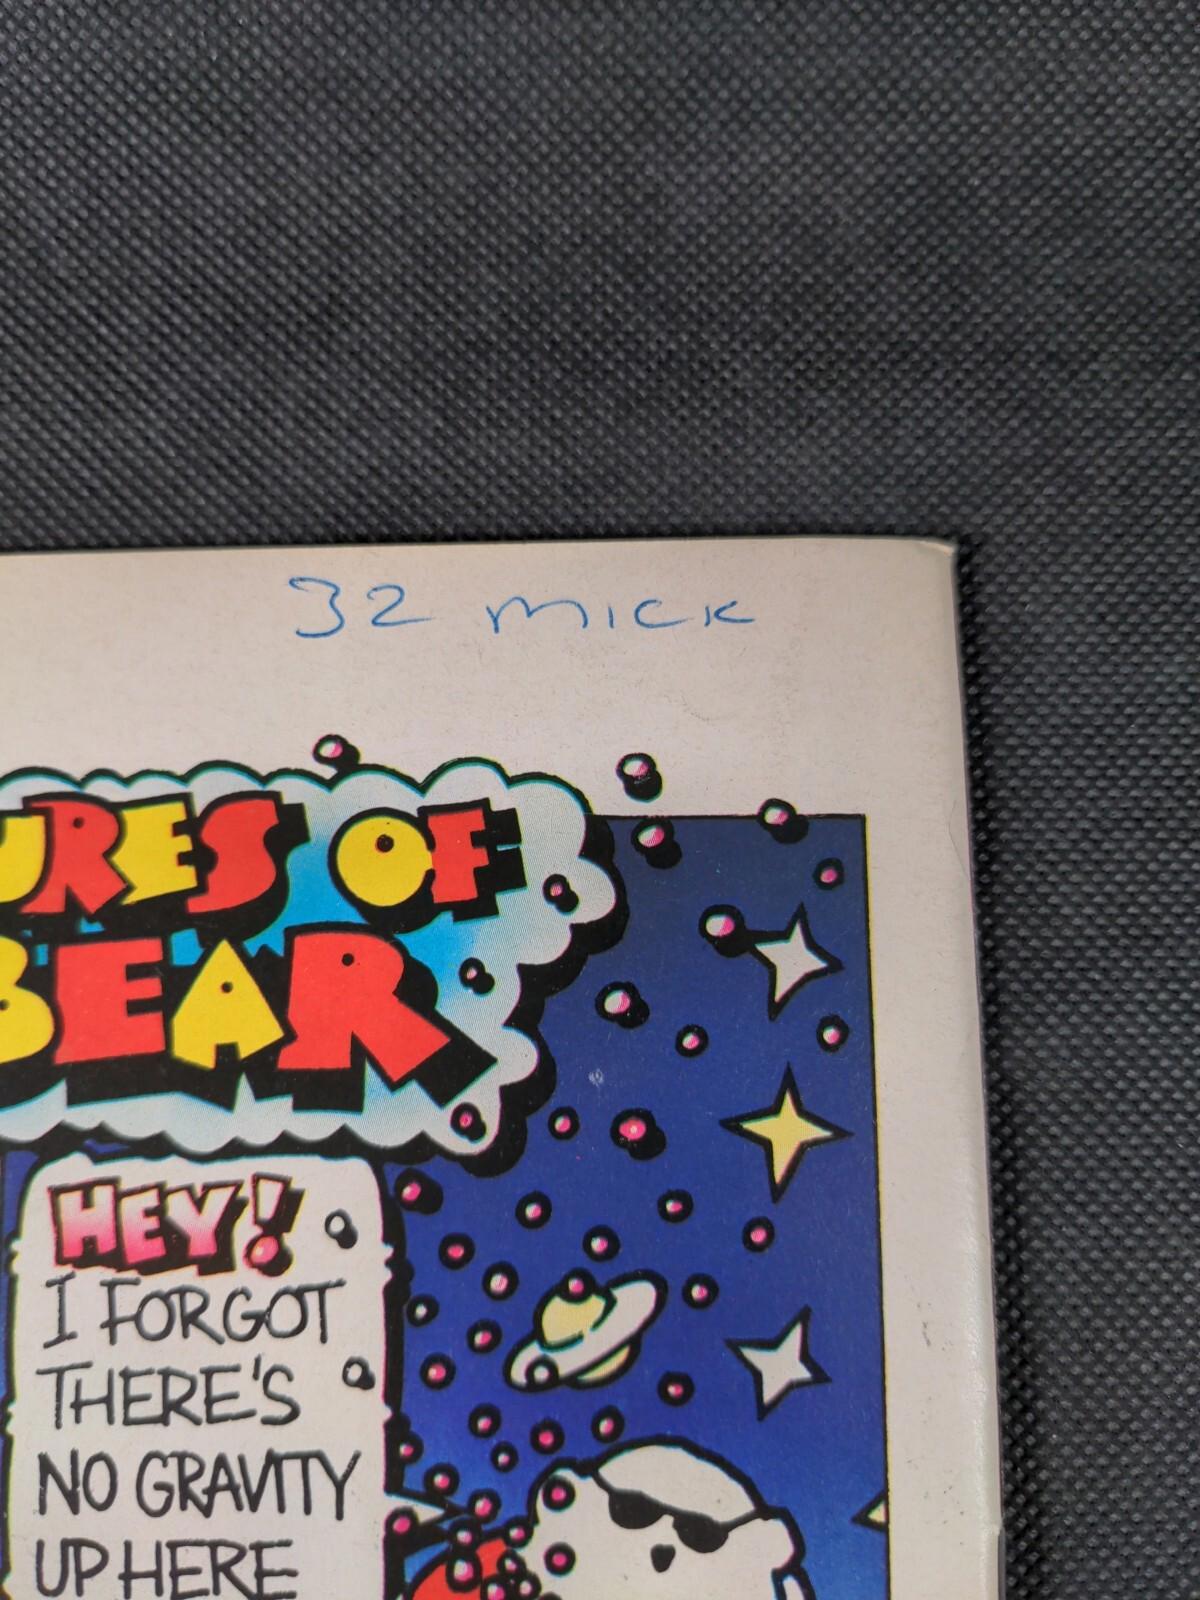 32 MICK
URES OF
BEAR
HEY!
I FORGOT
THERE'S
NO GRAVITY
UP HERE